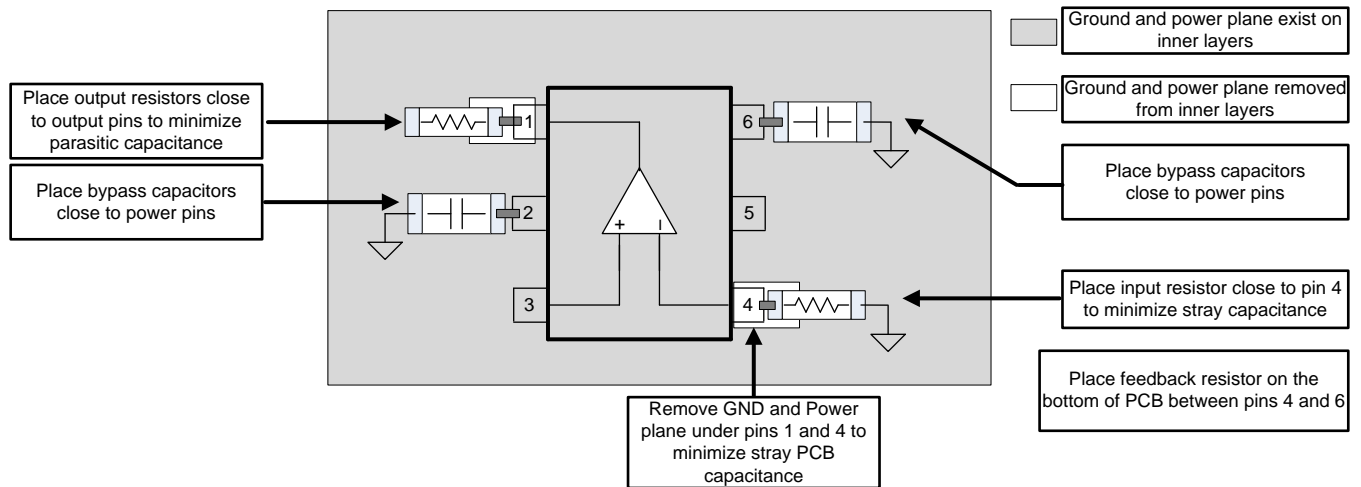 Ground and power plane exist on
inner layers
Ground and power plane removed
from inner layers
Place output resistors close
to output pins to minimize
parasitic capacitance
Place bypass capacitors
close to power pins
1
2
3
6
5
4
+
–
Place bypass capacitors
close to power pins
Place input resistor close to pin 4
to minimize stray capacitance
Place feedback resistor on the
bottom of PCB between pins 4 and 6
Remove GND and Power
plane under pins 1 and 4 to
minimize stray PCB
capacitance